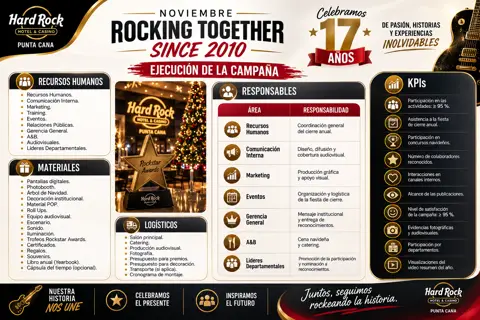 Hard Rock
HOTEL & CASINO
PUNTA CANA
NOVIEMBRE
ROCKING TOGETHER
SINCE 2010
EJECUCIÓN DE LA CAMPAÑA
Celebramos
17
AÑOS
DE PASIÓN, HISTORIAS
Y EXPERIENCIAS
INOLVIDABLES
RECURSOS HUMANOS
• Recursos Humanos.
• Comunicación Interna.
• Marketing.
• Training.
• Eventos.
• Relaciones Públicas.
• Gerencia General.
• A&B.
• Audiovisuales.
• Líderes Departamentales.
MATERIALES
• Pantallas digitales.
• Photobooth.
• Árbol de Navidad.
• Decoración institucional.
• Material POP.
• Roll Ups.
• Equipo audiovisual.
• Escenario.
• Sonido.
• Iluminación.
• Trofeos Rockstar Awards.
• Certificados.
• Regalos.
• Souvenirs.
• Libro anual (Yearbook).
• Cápsula del tiempo (opcional).
Hard Rock
HOTEL & CASINO
PUNTA CANA
Rockstar
Awards
LOGÍSTICOS
• Salón principal.
• Catering.
• Producción audiovisual.
• Fotografía.
• Presupuesto para premios.
• Presupuesto para decoración.
• Transporte (si aplica).
• Cronograma de montaje.
RESPONSABLES
ÁREA
RESPONSABILIDAD
Recursos
Humanos
Coordinación general
del cierre anual.
Comunicación
Interna
Diseño, difusión y
cobertura audiovisual.
Marketing
Producción gráfica
y apoyo visual.
Eventos
Organización y logística
de la fiesta de cierre.
Gerencia
General
Mensaje institucional
y entrega de
reconocimientos.
A&B
Cena navideña y
catering.
Líderes
Departamentales
Promoción de la participación
y nominación a
reconocimientos.
KPIs
Participación en las
actividades: ≥ 95 %.
Asistencia a la fiesta
de cierre anual.
Participación en
concursos navideños.
Número de colaboradores
reconocidos.
Interacciones en
canales internos.
Alcance de las publicaciones.
Nivel de satisfacción
de la campaña: ≥ 95 %.
Evidencias fotográficas
y audiovisuales.
Participación por
departamentos.
Visualizaciones del
video resumen del año.
NUESTRA
HISTORIA
NOS UNE
CELEBRAMOS
EL PRESENTE
INSPIRAMOS
EL FUTURO
Juntos, seguimos
rockeando la historia.
Hard Rock
HOTEL & CASINO
PUNTA CANA